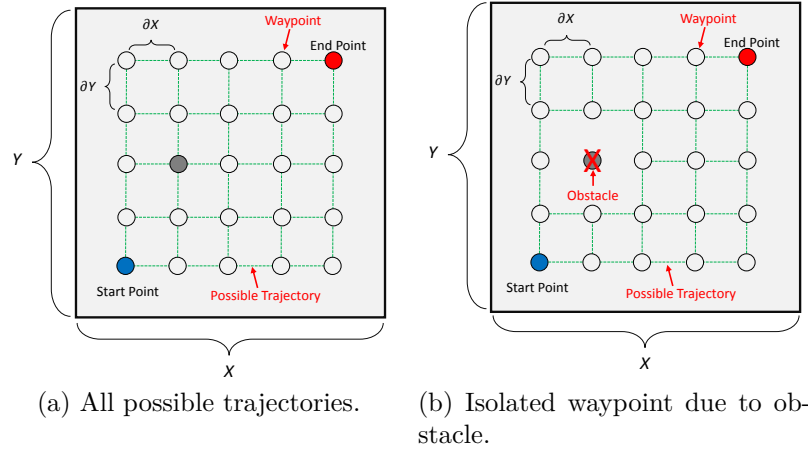 ∂X
Waypoint
End Point
∂Y
Y
Start Point
Possible Trajectory
X
(a) All possible trajectories.
∂X
Waypoint
End Point
∂Y
Y
X
Obstacle
Start Point
Possible Trajectory
X
(b) Isolated waypoint due to ob-
stacle.